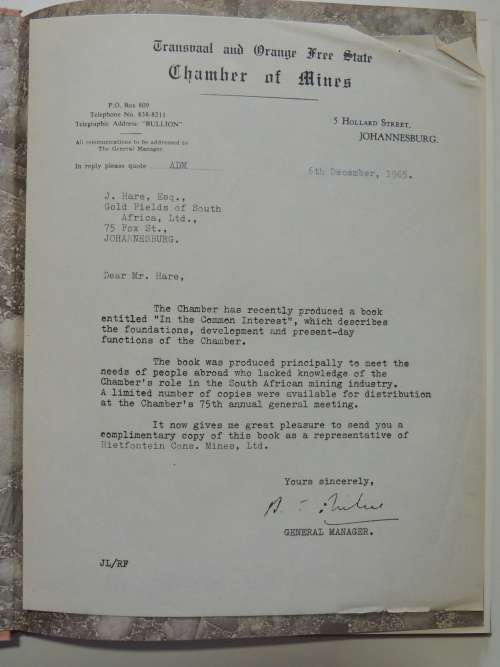 Transvaal and Orange Free State
Chamber of Mines
P.O. Box 809
Telephone No. 838-8211
Telegraphic Address "BULLION"
All communications to be addressed to
The General Manager.
In reply please quote ADM
5 HOLLARD STREET,
JOHANNESBURG.
6th December, 1965.
J. Hare, Esq.,
Gold Fields of South
Africa, Ltd.,
75 Fox St.,
JOHANNESBURG.
Dear Mr. Hare,
The Chamber has recently produced a book
entitled "In the Common Interest", which describes
the foundations, development and present-day
functions of the Chamber.
The book was produced principally to meet the
needs of people abroad who lacked knowledge of the
Chamber's role in the South African mining industry.
A limited number of copies were available for distribution
at the Chamber's 75th annual general meeting.
It now gives me great pleasure to send you a
complimentary copy of this book as a representative of
Rietfontein Cons. Mines, Ltd.
Yours sincerely,
GENERAL MANAGER.
JL/RF